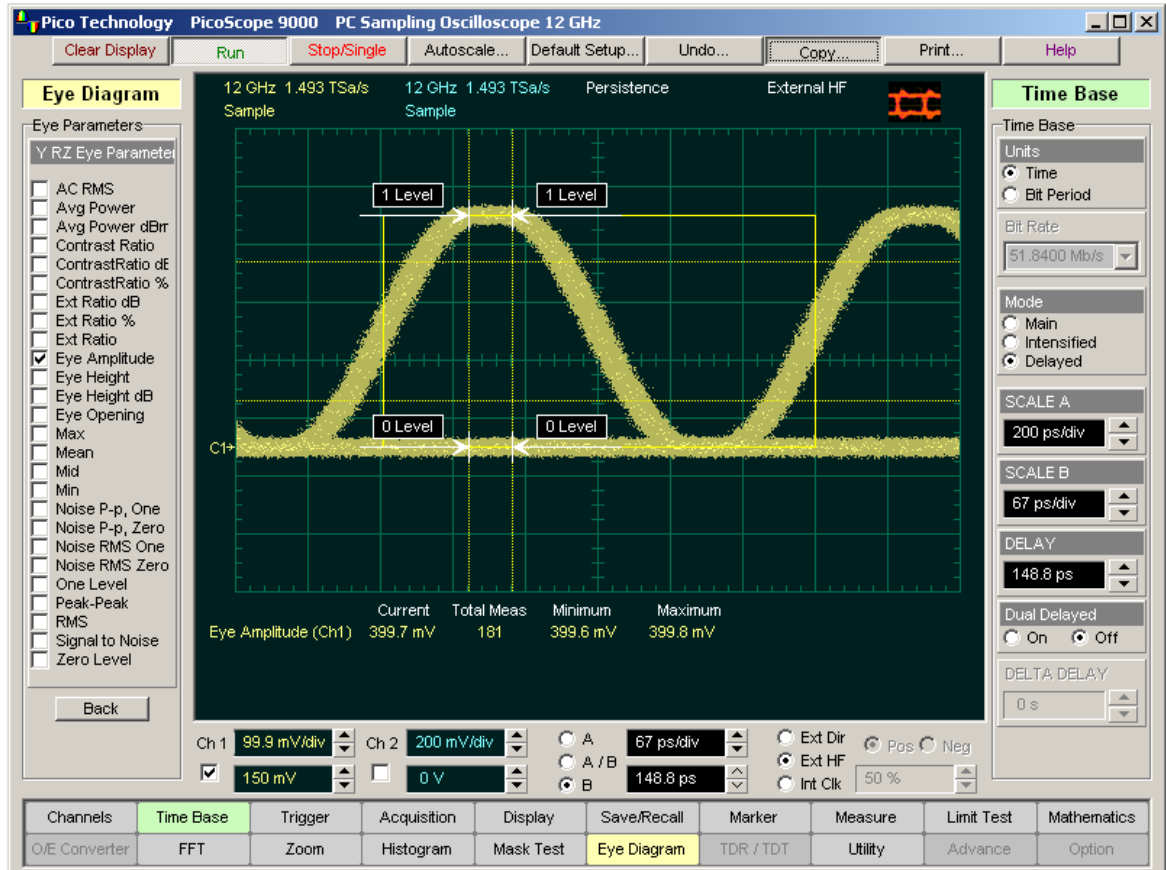 Pico Technology PicoScope 9000 PC Sampling Oscilloscope 12 GHz
Clear Display Run Stop/Single Autoscale... Default Setup... Undo... Copy... Print... Help
Eye Diagram
Eye Parameters
Y RZ Eye Parameter
AC RMS
Avg Power
Avg Power dBm
Contrast Ratio
ContrastRatio dB
ContrastRatio %
Ext Ratio dB
Ext Ratio %
Ext Ratio
Eye Amplitude
Eye Height
Eye Height dB
Eye Opening
Max
Mean
Mid
Min
Noise P-p, One
Noise P-p, Zero
Noise RMS One
Noise RMS Zero
One Level
Peak-Peak
RMS
Signal to Noise
Zero Level
Back
12 GHz 1.493 TSa/s 12 GHz 1.493 TSa/s Persistence External HF
Sample Sample
1 Level 1 Level
0 Level 0 Level
C1
Current Total Meas Minimum Maximum
Eye Amplitude (Ch1) 399.7 mV 181 399.6 mV 399.8 mV
Time Base
Time Base
Units
Time
Bit Period
Bit Rate
51.8400 Mb/s
Mode
Main
Intensified
Delayed
SCALE A
200 ps/div
SCALE B
67 ps/div
DELAY
148.8 ps
Dual Delayed
On Off
DELTA DELAY
0 s
Ch 1 99.9 mV/div Ch 2 200 mV/div A 67 ps/div Ext Dir Pos Neg
A / B Ext HF
150 mV 0 V B 148.8 ps Int Clk 50 %
Channels Time Base Trigger Acquisition Display Save/Recall Marker Measure Limit Test Mathematics
O/E Converter FFT Zoom Histogram Mask Test Eye Diagram TDR / TDT Utility Advance Option